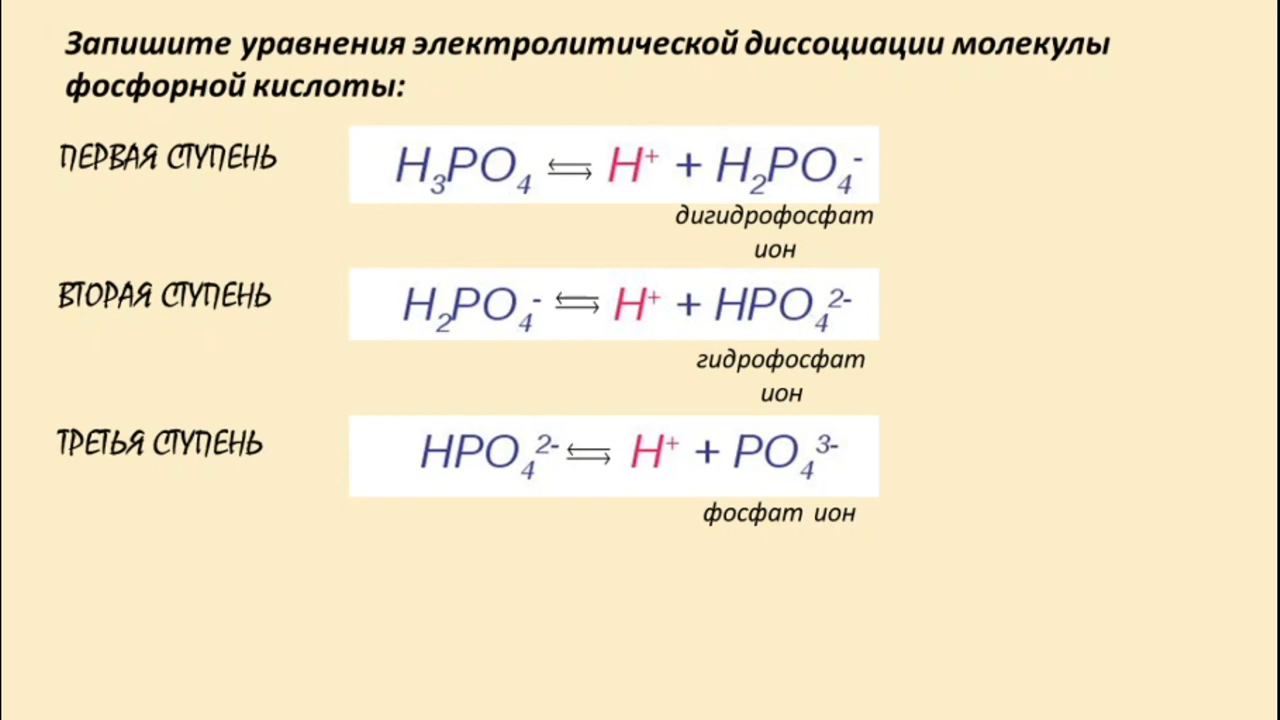 Запишите уравнения электролитической диссоциации молекулы
фосфорной кислоты:
ПЕРВАЯ СТУПЕНЬ
H₃PO₄ ⇆ H⁺ + H₂PO₄⁻
дигидрофосфат
ион
ВТОРАЯ СТУПЕНЬ
H₂PO₄⁻ ⇆ H⁺ + HPO₄²⁻
гидрофосфат
ион
ТРЕТЬЯ СТУПЕНЬ
HPO₄²⁻ ⇆ H⁺ + PO₄³⁻
фосфат ион